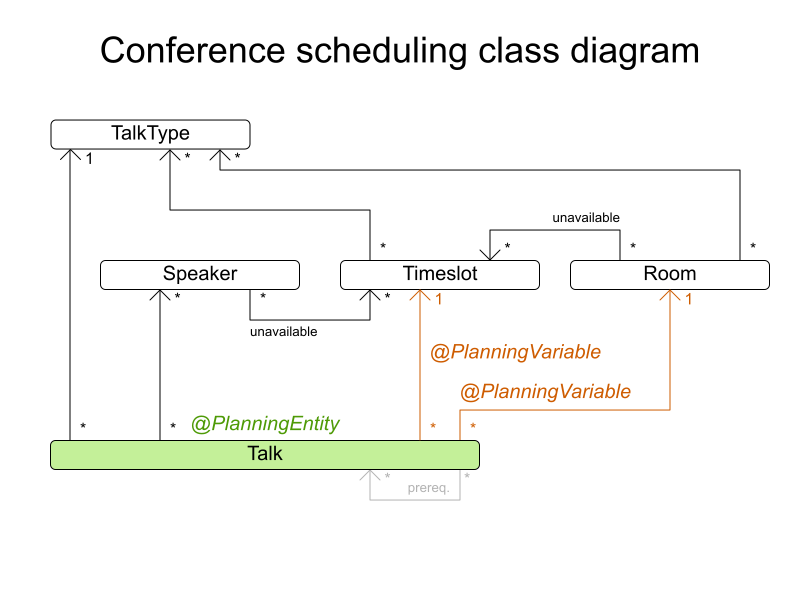 Conference scheduling class diagram
TalkType
1
*
*
unavailable
*
*
*
*
Speaker
Timeslot
Room
*
*
*
1
1
unavailable
@PlanningVariable
@PlanningVariable
*
*
@PlanningEntity
*
*
Talk
*
*
prereq.